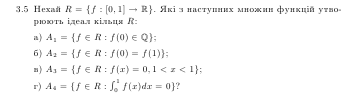 3.5 Нехай R = {f : [0, 1] → ℝ}. Які з наступних множин функцій утво-
рюють ідеал кільця R:
а) A₁ = {f ∈ R : f(0) ∈ ℚ};
б) A₂ = {f ∈ R : f(0) = f(1)};
в) A₃ = {f ∈ R : f(x) = 0, 1 < x < 1};
г) A₄ = {f ∈ R : ∫₀¹ f(x)dx = 0}?